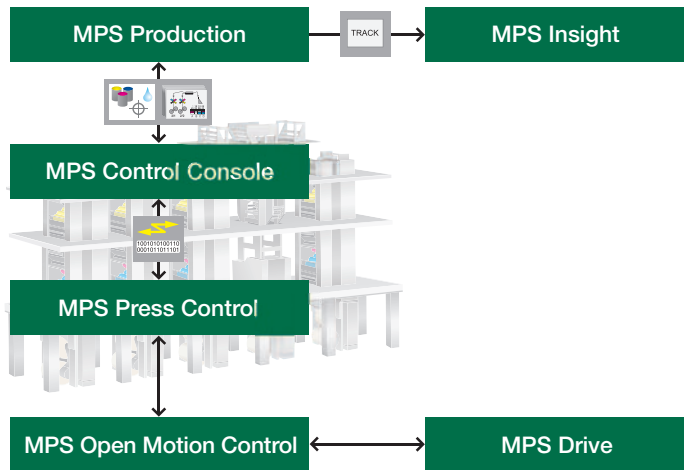 MPS Production
TRACK
MPS Insight
MPS Control Console
1001010100110
0001011011101
MPS Press Control
MPS Open Motion Control
MPS Drive